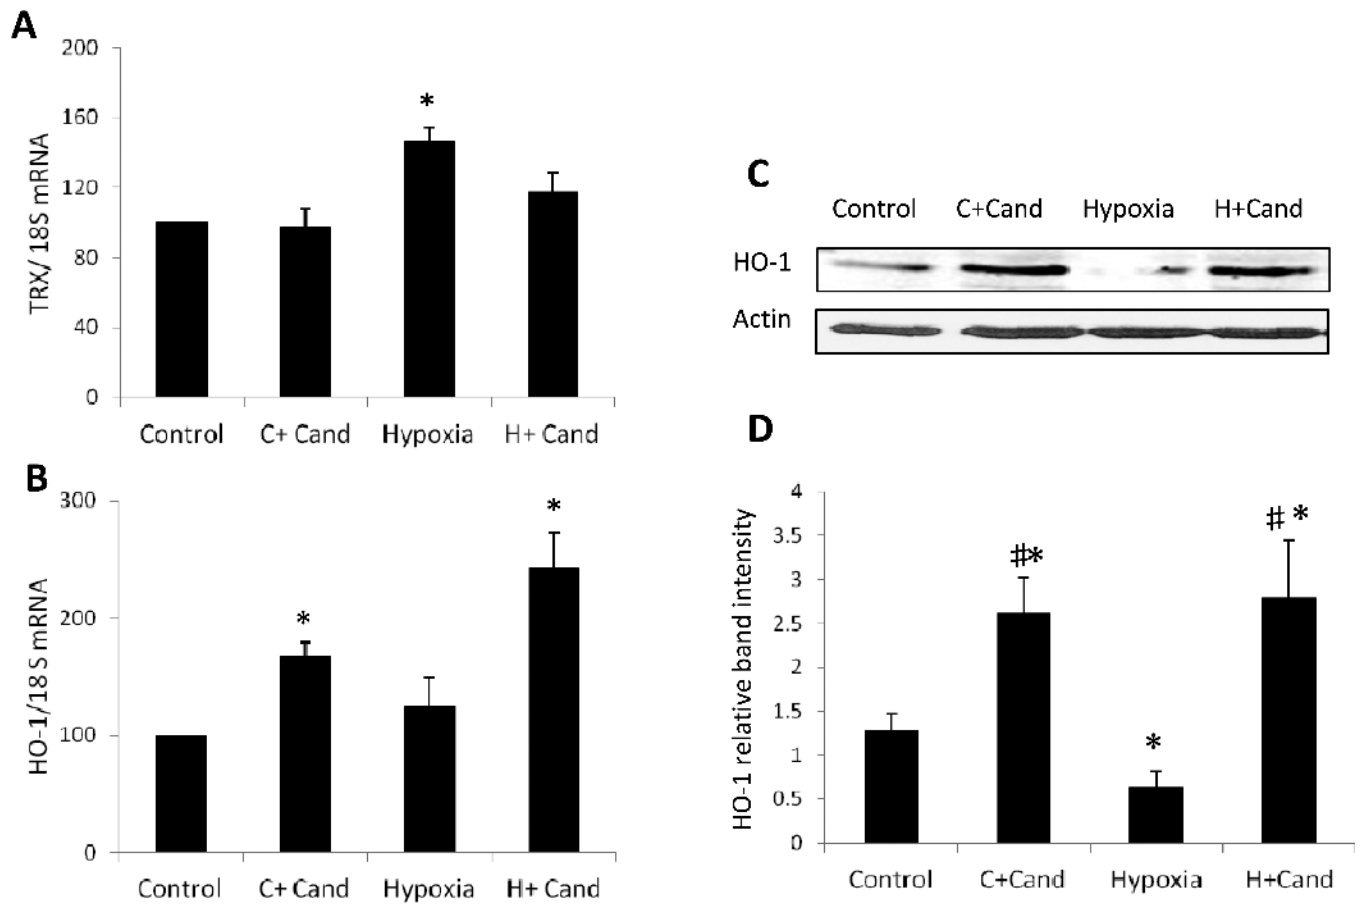 A
200
160
120
80
40
0
TRX/ 18S mRNA
*
Control C+ Cand Hypoxia H+ Cand
B
300
200
100
0
HO-1/18S mRNA
*
*
Control C+ Cand Hypoxia H+ Cand
C
Control C+Cand Hypoxia H+Cand
HO-1
Actin
D
4
3.5
3
2.5
2
1.5
1
0.5
0
HO-1 relative band intensity
#*
*
# *
Control C+Cand Hypoxia H+Cand